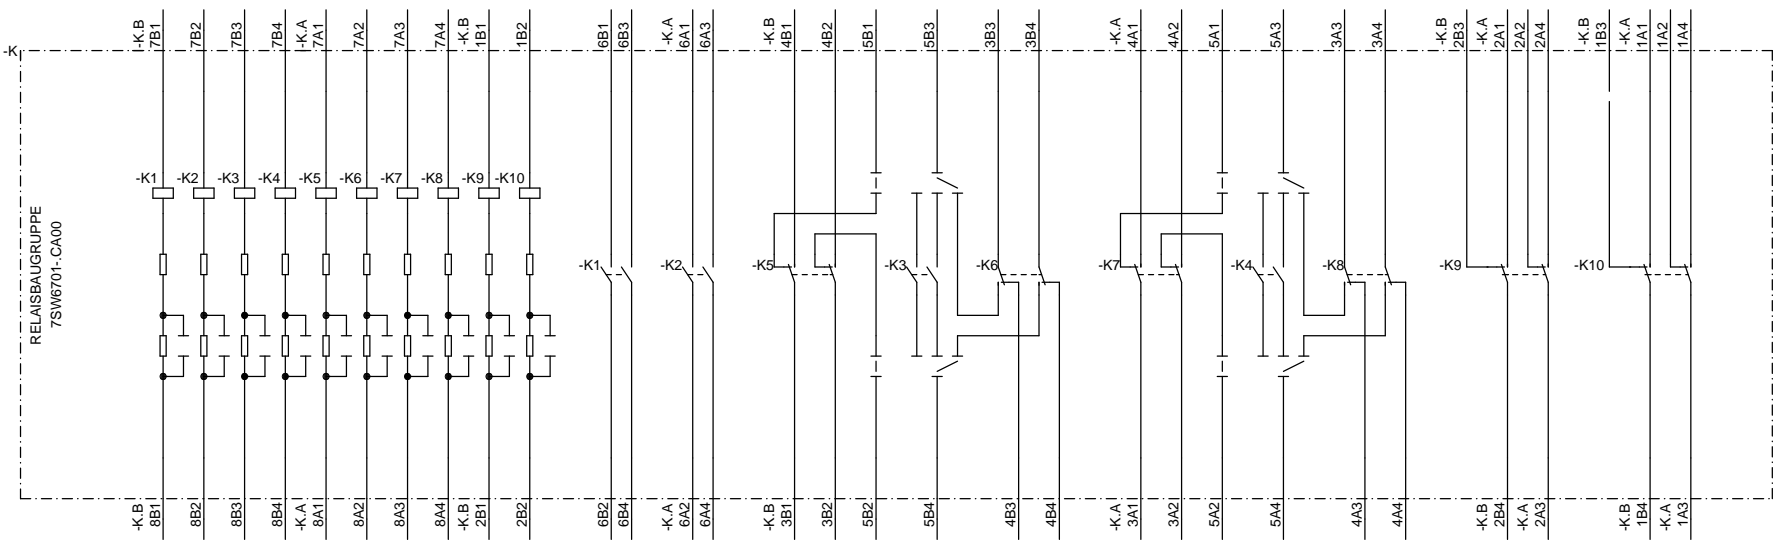 -K.B
7B1
7B2
7B3
7B4
-K.A
7A1
7A2
7A3
7A4
-K.B
1B1
1B2
6B1
6B3
-K.A
6A1
6A3
-K.B
4B1
4B2
5B1
5B3
3B3
3B4
-K.A
4A1
4A2
5A1
5A3
3A3
3A4
-K.B
2B3
-K.A
2A1
2A2
2A4
-K.B
1B3
-K.A
1A1
1A2
1A4
-K
-K1
-K2
-K3
-K4
-K5
-K6
-K7
-K8
-K9
-K10
RELAISBAUGRUPPE
7SW6701-.CA00
-K1
-K2
-K5
-K3
-K6
-K7
-K4
-K8
-K9
-K10
-K.B
8B1
8B2
8B3
8B4
-K.A
8A1
8A2
8A3
8A4
-K.B
2B1
2B2
6B2
6B4
-K.A
6A2
6A4
-K.B
3B1
3B2
5B2
5B4
4B3
4B4
-K.A
3A1
3A2
5A2
5A4
4A3
4A4
-K.B
2B4
-K.A
2A3
-K.B
1B4
-K.A
1A3